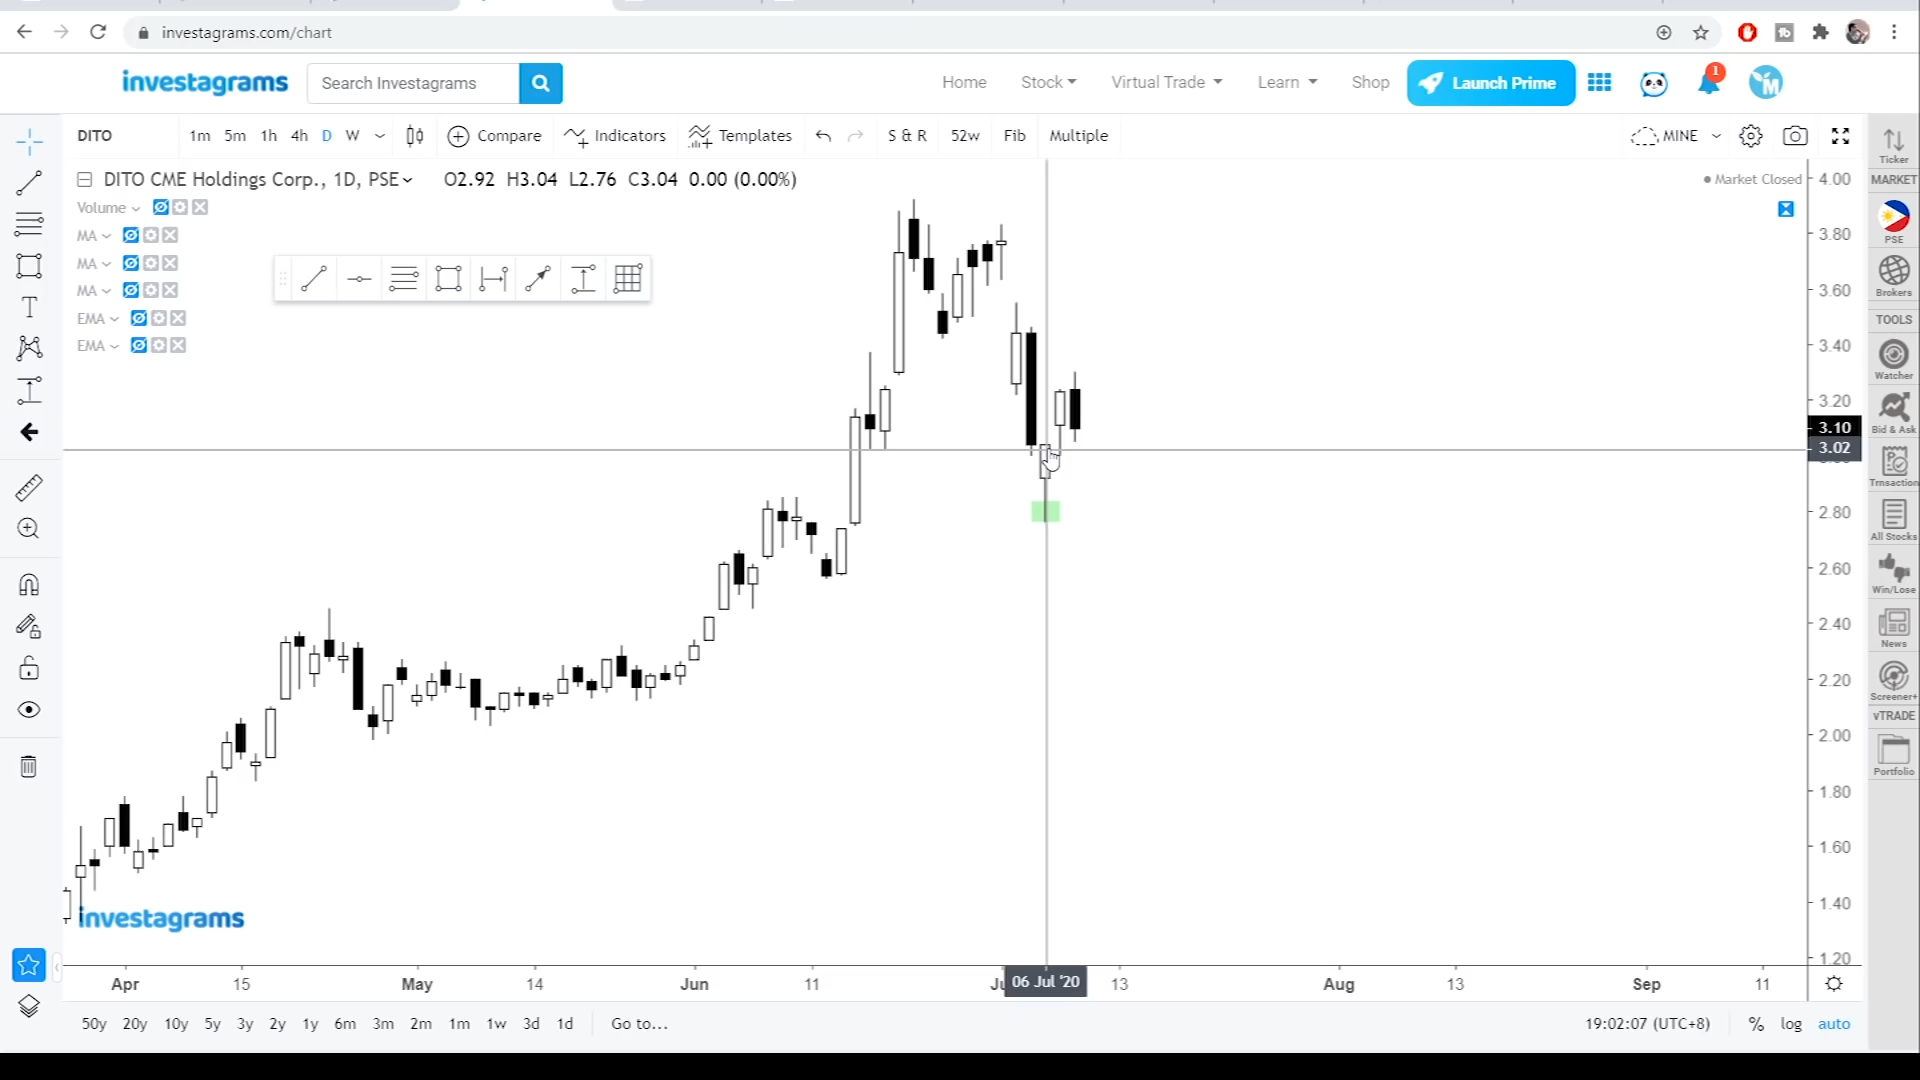 investagrams.com/chart
investagrams Search Investagrams Home Stock Virtual Trade Learn Shop Launch Prime 1
DITO 1m 5m 1h 4h D W Compare Indicators Templates S & R 52w Fib Multiple MINE
DITO CME Holdings Corp., 1D, PSE O2.92 H3.04 L2.76 C3.04 0.00 (0.00%) Market Closed
Volume
MA
MA
MA
EMA
EMA
4.00
3.80
3.60
3.40
3.20
3.10
3.02
2.80
2.60
2.40
2.20
2.00
1.80
1.60
1.40
1.20
Ticker
MARKET
PSE
Brokers
TOOLS
Watcher
Bid & Ask
Trnsaction
All Stocks
Win/Lose
News
Screener+
vTRADE
Portfolio
investagrams
Apr 15 May 14 Jun 11 06 Jul '20 13 Aug 13 Sep 11
50y 20y 10y 5y 3y 2y 1y 6m 3m 2m 1m 1w 3d 1d Go to... 19:02:07 (UTC+8) % log auto